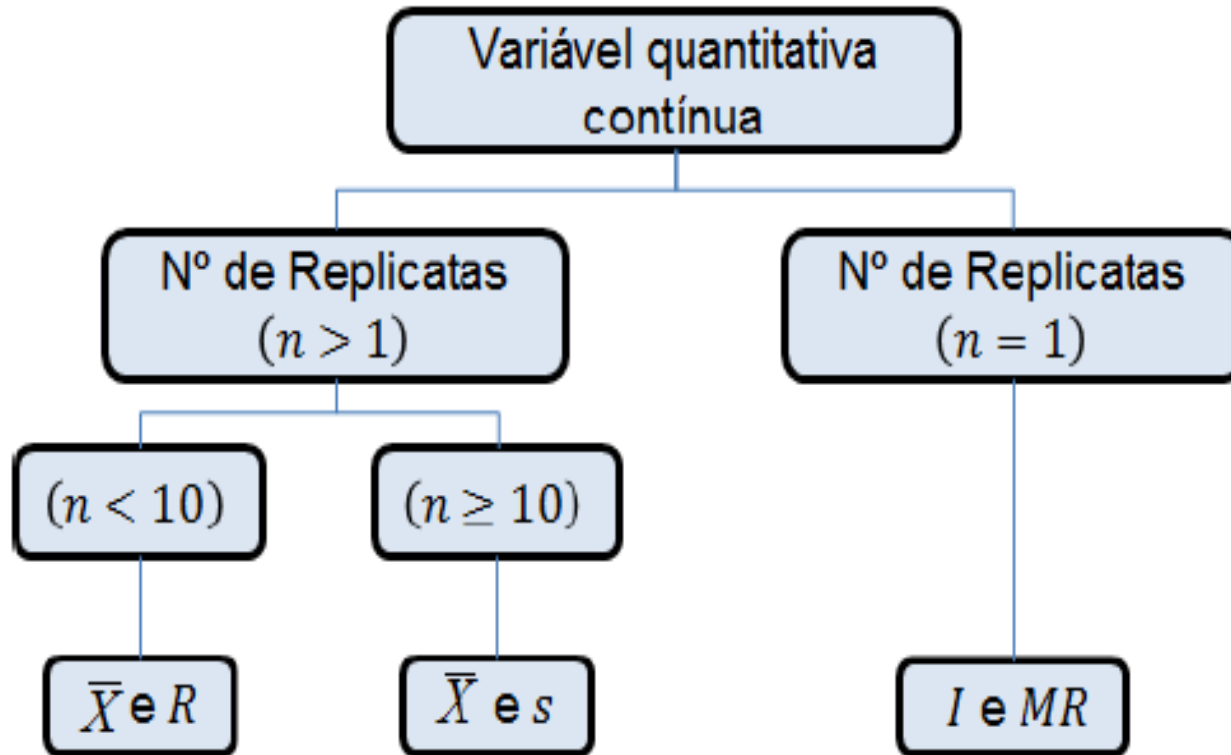 Variável quantitativa
contínua
Nº de Replicatas
(n > 1)
Nº de Replicatas
(n = 1)
(n < 10)
(n ≥ 10)
X̅ e R
X̅ e s
I e MR